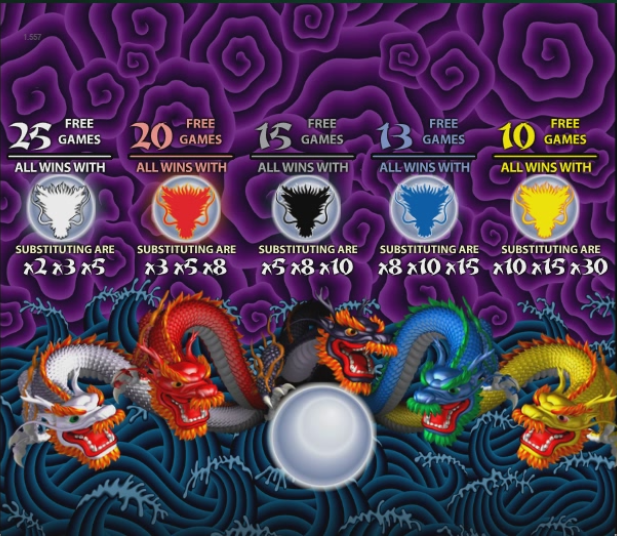 1.557
25 FREE GAMES
ALL WINS WITH
SUBSTITUTING ARE
x2 x3 x5
20 FREE GAMES
ALL WINS WITH
SUBSTITUTING ARE
x3 x5 x8
15 FREE GAMES
ALL WINS WITH
SUBSTITUTING ARE
x5 x8 x10
13 FREE GAMES
ALL WINS WITH
SUBSTITUTING ARE
x8 x10 x15
10 FREE GAMES
ALL WINS WITH
SUBSTITUTING ARE
x10 x15 x30